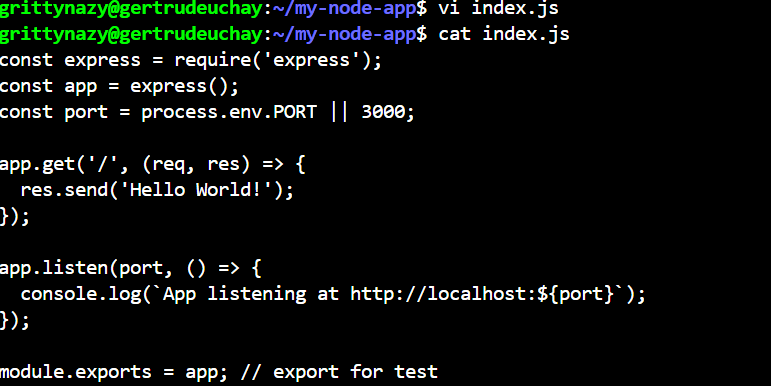 grittynazy@gertrudeuchay:~/my-node-app$ vi index.js
grittynazy@gertrudeuchay:~/my-node-app$ cat index.js
const express = require('express');
const app = express();
const port = process.env.PORT || 3000;

app.get('/', (req, res) => {
  res.send('Hello World!');
});

app.listen(port, () => {
  console.log(`App listening at http://localhost:${port}`);
});

module.exports = app; // export for test